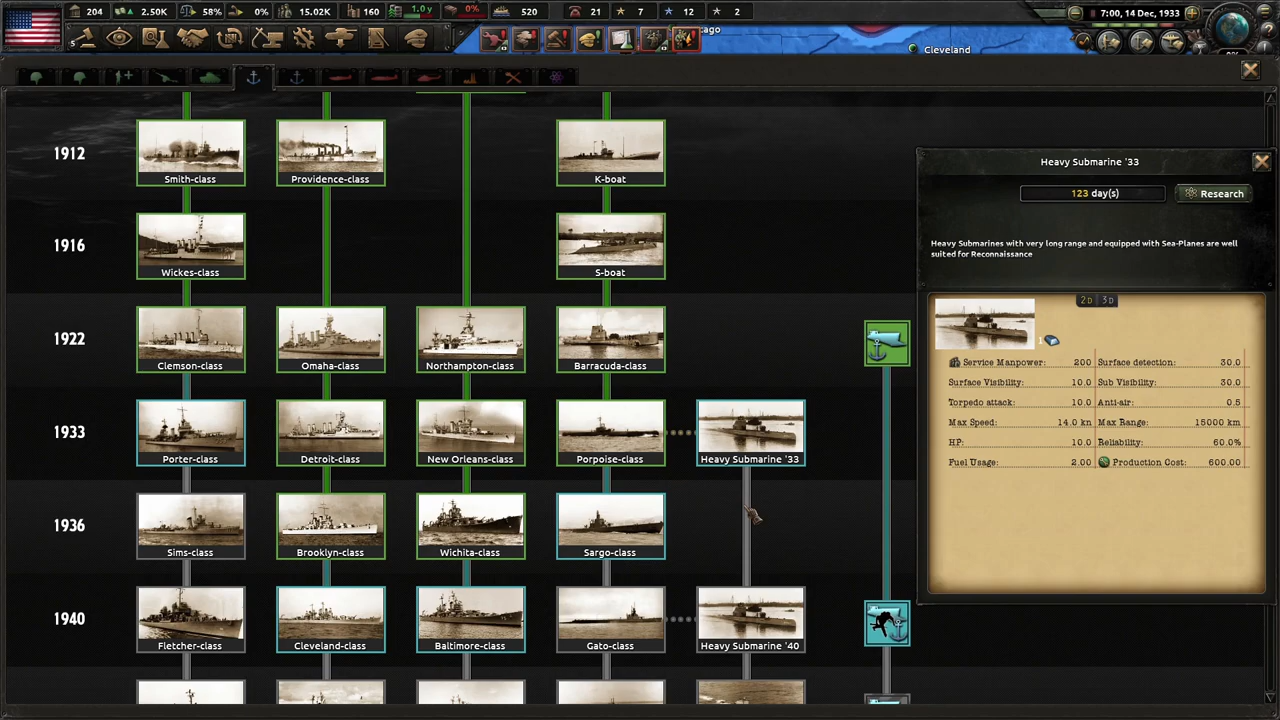 204 2.50K 58% 0% 15.02K 160 1.0 y 0% 520 21 7 12 2 7:00, 14 Dec, 1933
5
Cleveland
1912
Smith-class Providence-class K-boat
1916
Wickes-class S-boat
1922
Clemson-class Omaha-class Northampton-class Barracuda-class
1933
Porter-class Detroit-class New Orleans-class Porpoise-class Heavy Submarine '33
1936
Sims-class Brooklyn-class Wichita-class Sargo-class
1940
Fletcher-class Cleveland-class Baltimore-class Gato-class Heavy Submarine '40
Heavy Submarine '33
123 day(s) Research
Heavy Submarines with very long range and equipped with Sea-Planes are well
suited for Reconnaissance
2D 3D
1
Service Manpower: 200 Surface detection: 30.0
Surface Visibility: 10.0 Sub Visibility: 30.0
Torpedo attack: 10.0 Anti-air: 0.5
Max Speed: 14.0 kn Max Range: 15000 km
HP: 10.0 Reliability: 60.0%
Fuel Usage: 2.00 Production Cost: 600.00